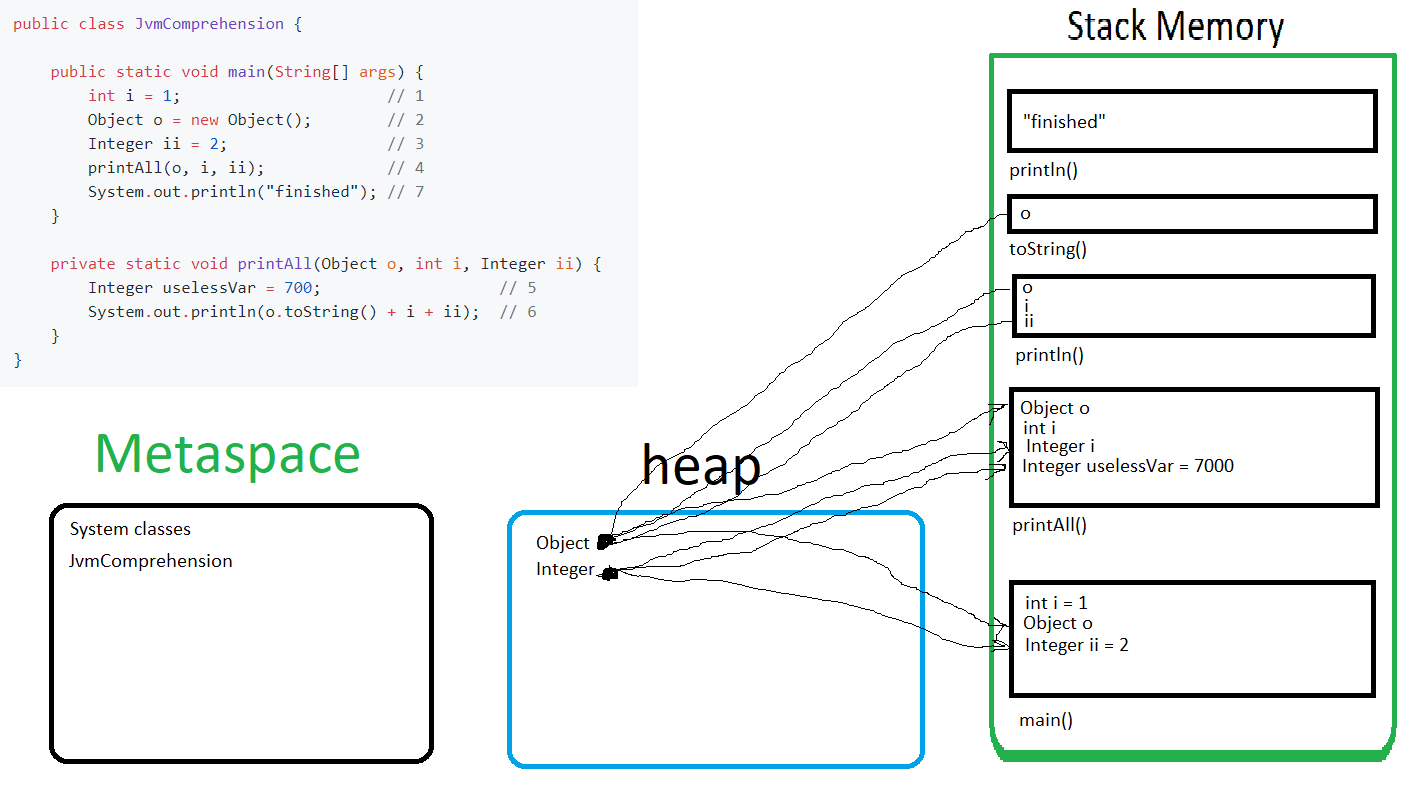 public class JvmComprehension {
public static void main(String[] args) {
int i = 1; // 1
Object o = new Object(); // 2
Integer ii = 2; // 3
printAll(o, i, ii); // 4
System.out.println("finished"); // 7
}
private static void printAll(Object o, int i, Integer ii) {
Integer uselessVar = 700; // 5
System.out.println(o.toString() + i + ii); // 6
}
}
Metaspace
System classes
JvmComprehension
heap
Object
Integer
Stack Memory
"finished"
println()
o
toString()
o
i
ii
println()
Object o
int i
Integer i
Integer uselessVar = 7000
printAll()
int i = 1
Object o
Integer ii = 2
main()